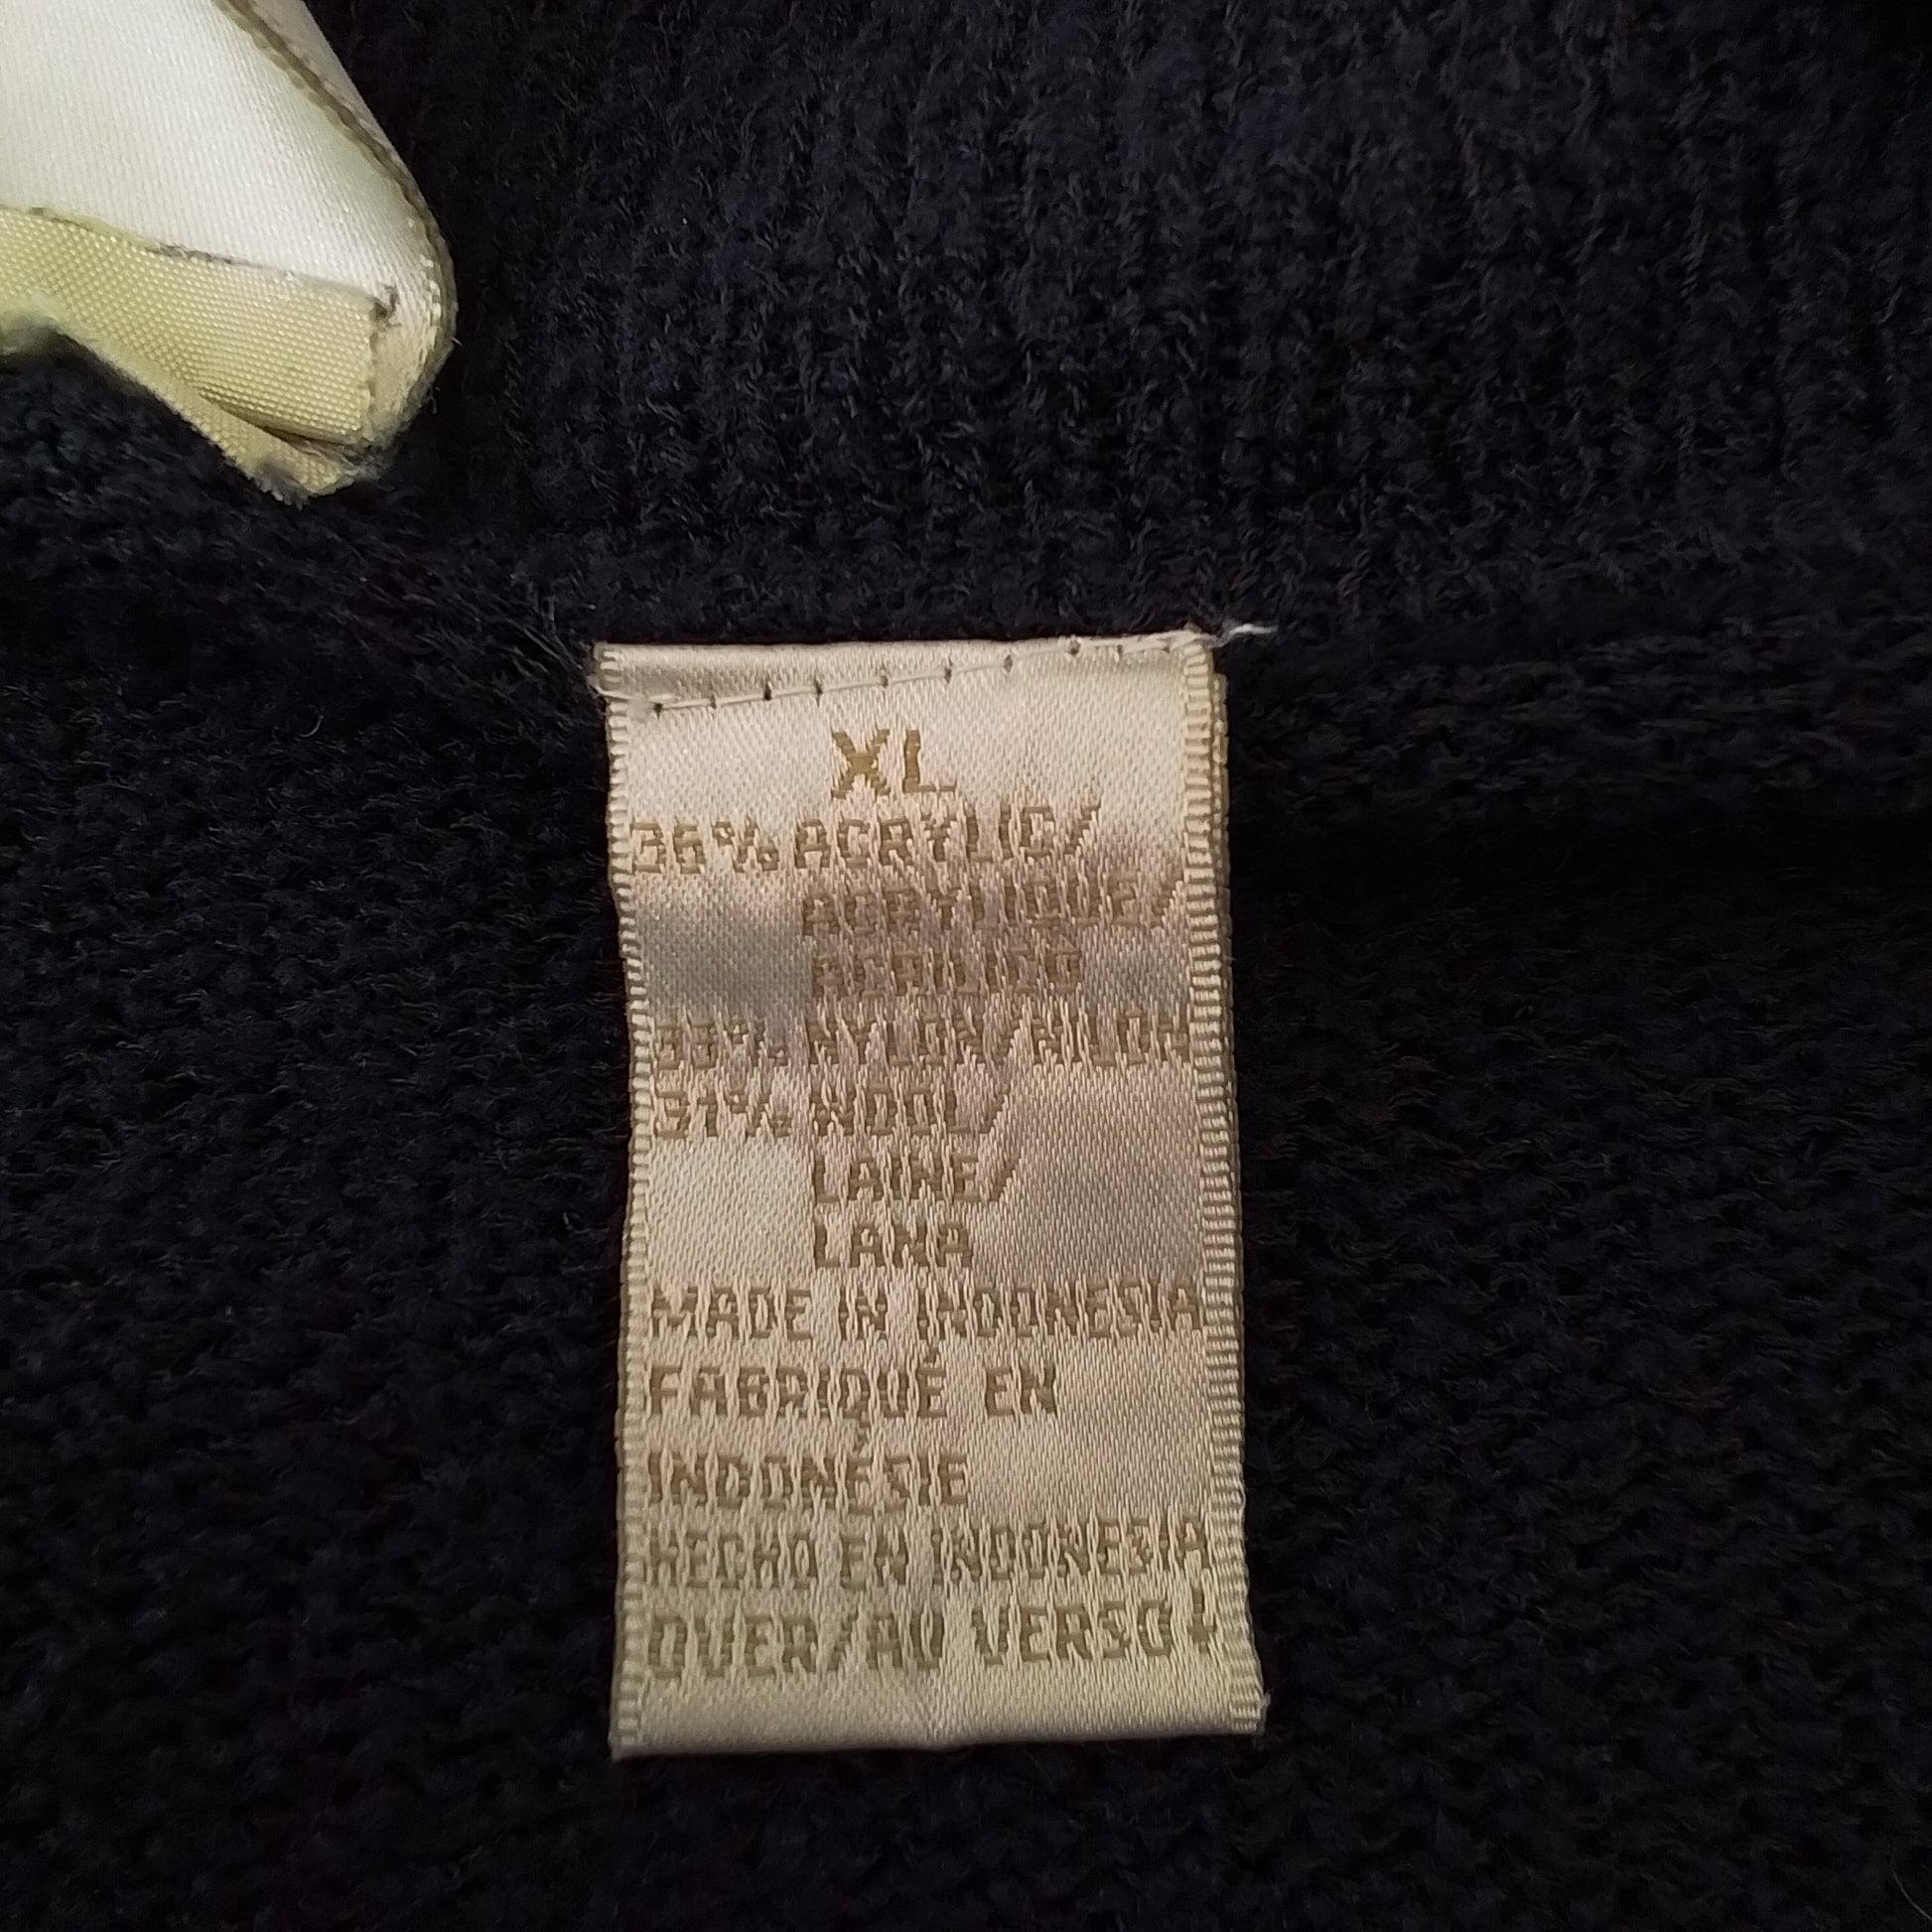 XL
36% ACRYLIC/
ACRYLIQUE/
ACRILICO
33% NYLON/NILON
31% WOOL/
LAINE/
LANA
MADE IN INDONESIA
FABRIQUÉ EN
INDONÉSIE
HECHO EN INDONESIA
OVER/AU VERSO